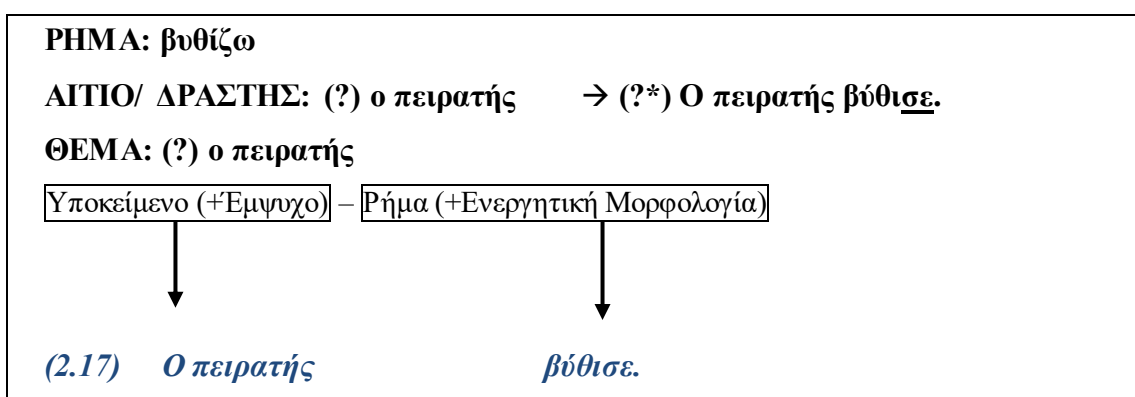 ΡΗΜΑ: βυθίζω
ΑΙΤΙΟ/ ΔΡΑΣΤΗΣ: (?) ο πειρατής → (?*) Ο πειρατής βύθισε.
ΘΕΜΑ: (?) ο πειρατής
Υποκείμενο (+Έμψυχο) – Ρήμα (+Ενεργητική Μορφολογία)
(2.17) Ο πειρατής βύθισε.